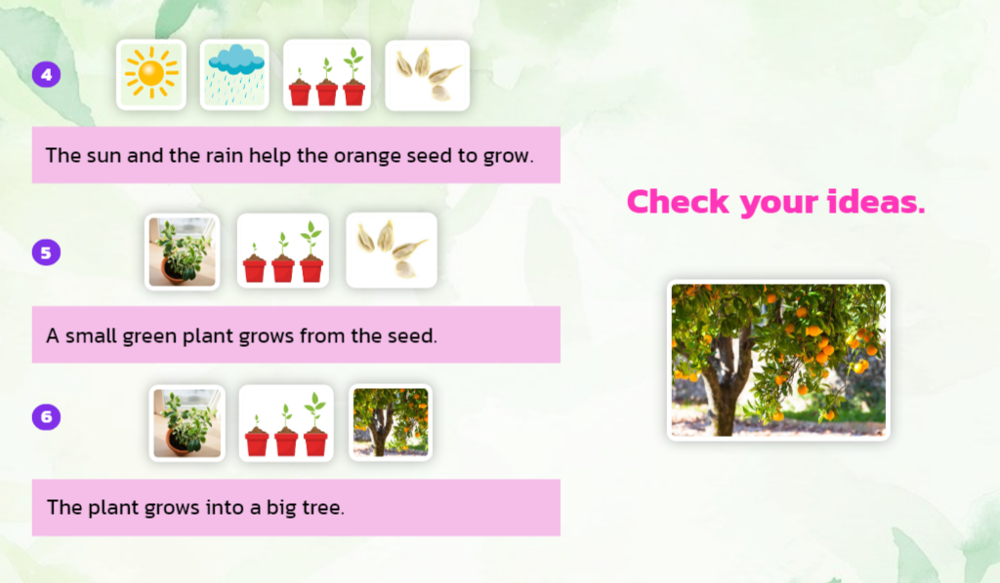 4
The sun and the rain help the orange seed to grow.
5
A small green plant grows from the seed.
6
The plant grows into a big tree.
Check your ideas.